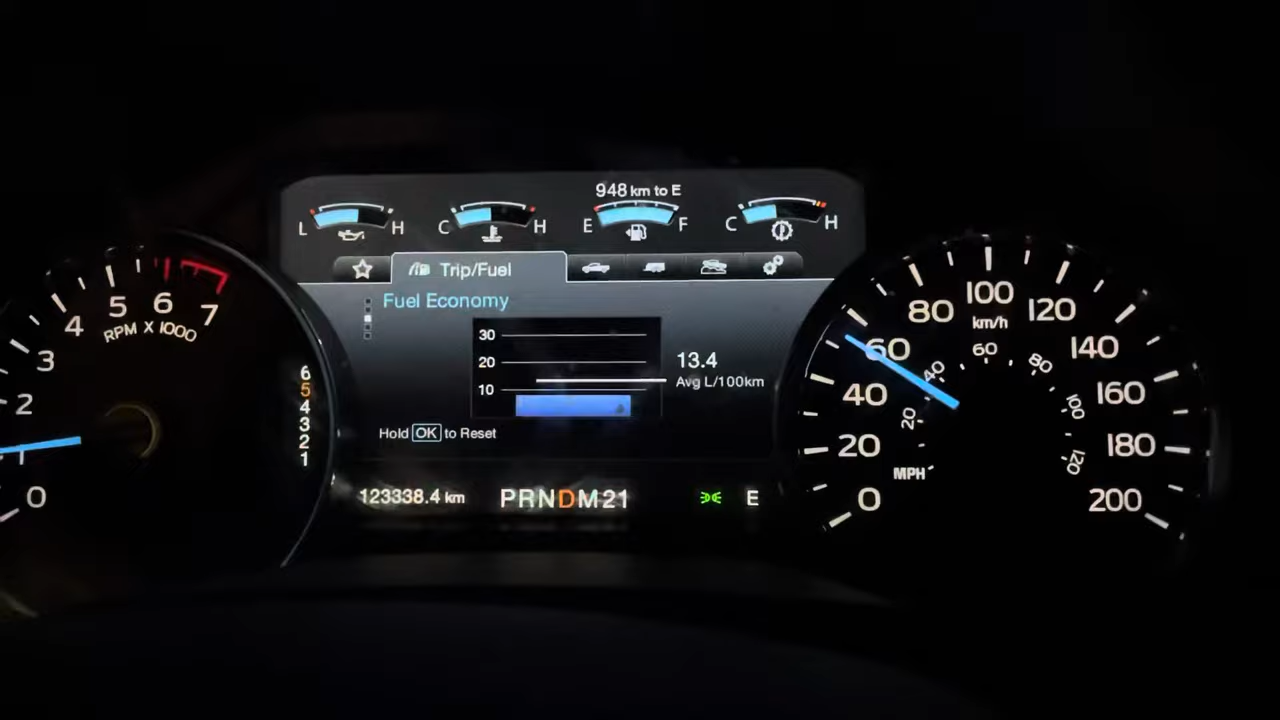 948 km to E
L H C H E F C H
Trip/Fuel
Fuel Economy
30
20
10
13.4
Avg L/100km
Hold OK to Reset
123338.4 km
PRNDM21
E
0
1
2
3
4
5
6
7
RPM X 1000
6
5
4
3
2
1
0
20
40
60
80
100
120
140
160
180
200
km/h
20
40
60
80
100
120
MPH